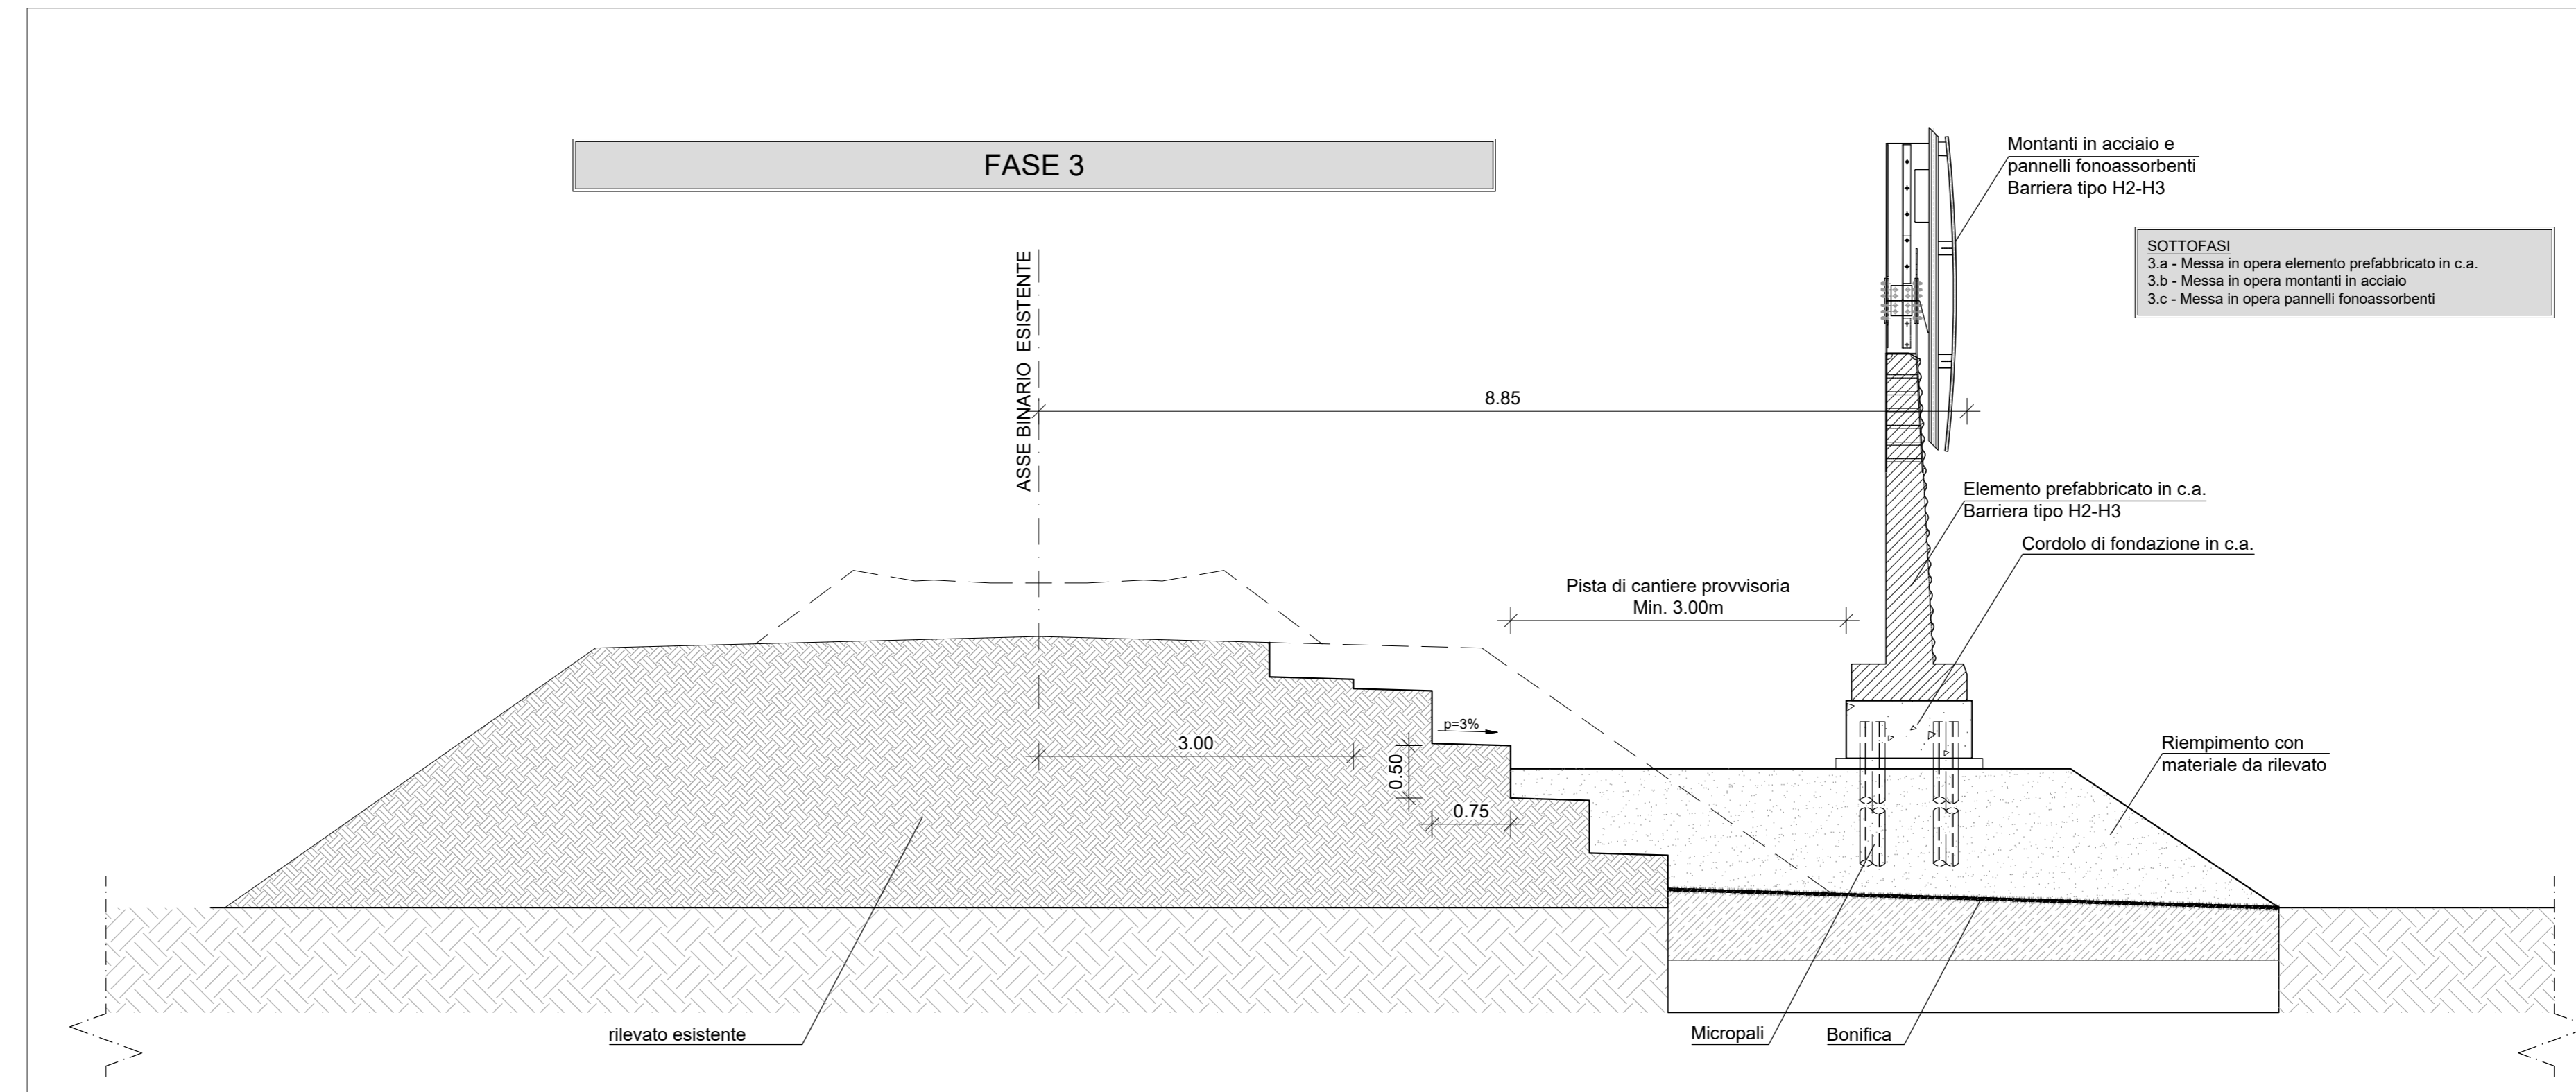 FASE 3
Montanti in acciaio e
pannelli fonoassorbenti
Barriera tipo H2-H3
SOTTOFASI
3.a - Messa in opera elemento prefabbricato in c.a.
3.b - Messa in opera montanti in acciaio
3.c - Messa in opera pannelli fonoassorbenti
ASSE BINARIO ESISTENTE
8.85
Elemento prefabbricato in c.a.
Barriera tipo H2-H3
Cordolo di fondazione in c.a.
Pista di cantiere provvisoria
Min. 3.00m
p=3%
3.00
0.50
0.75
Riempimento con
materiale da rilevato
rilevato esistente
Micropali
Bonifica